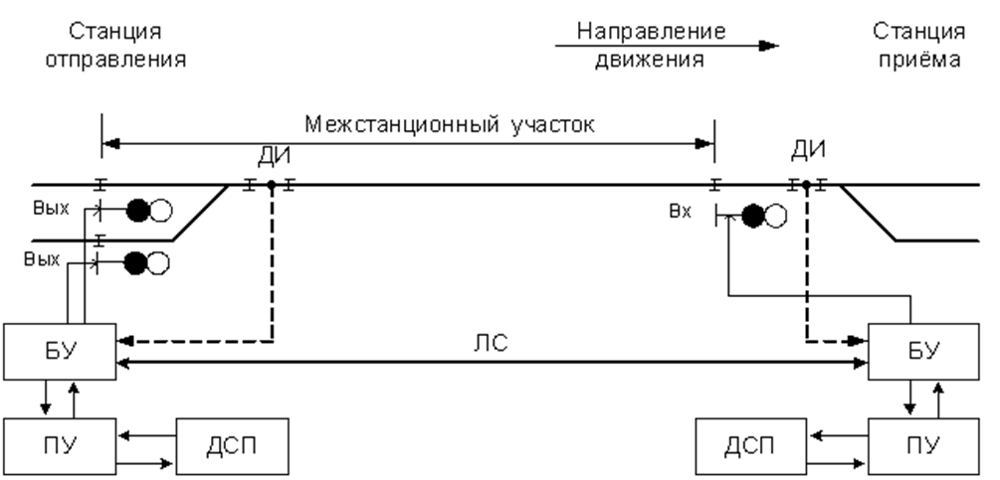 Станция
отправления
Направление
движения
Станция
приёма
Межстанционный участок
ДИ
ДИ
Вых
Вх
Вых
БУ
ЛС
БУ
ПУ
ДСП
ДСП
ПУ